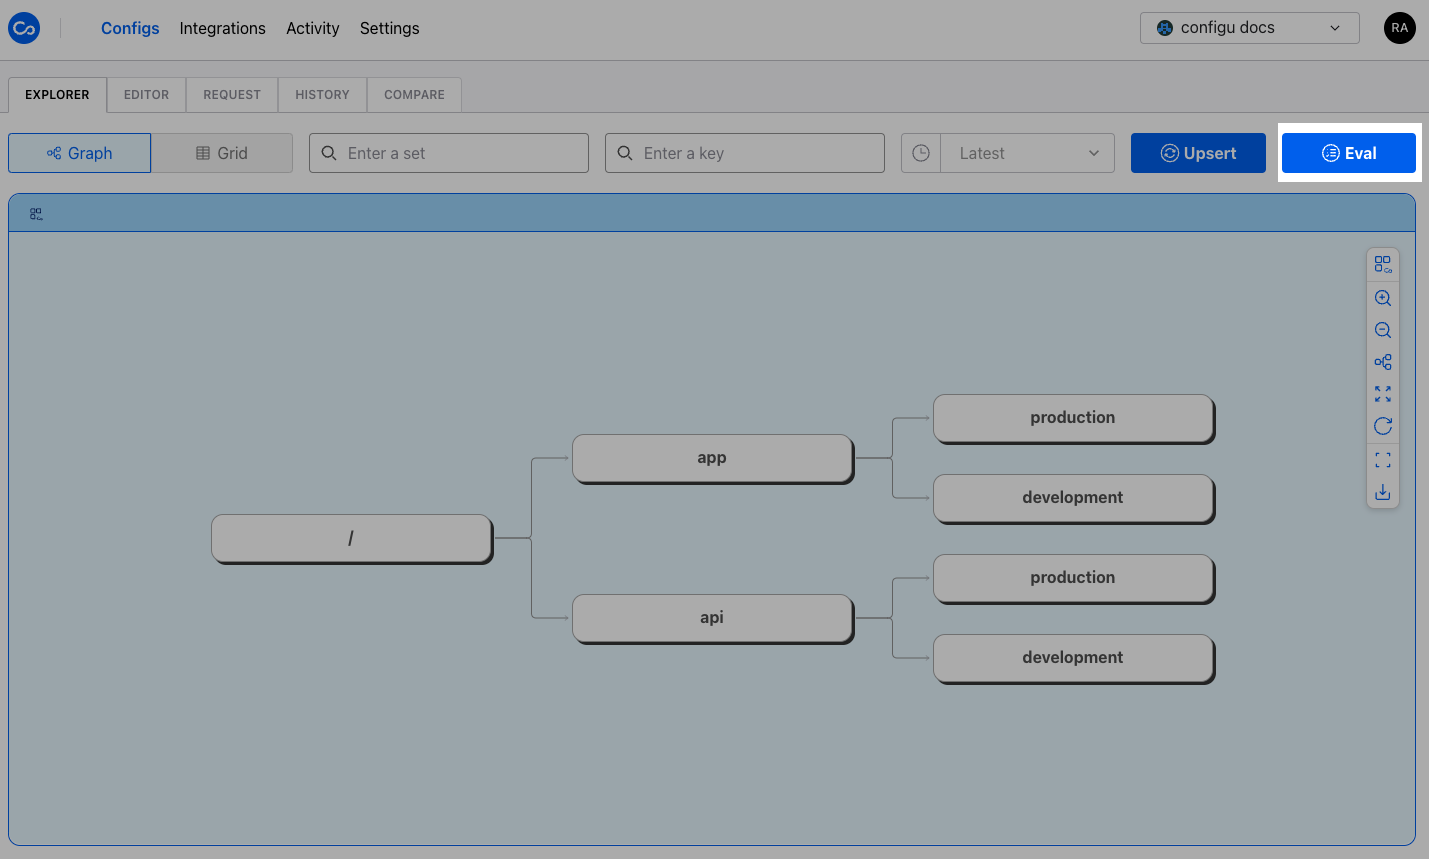 Configs Integrations Activity Settings configu docs RA
EXPLORER EDITOR REQUEST HISTORY COMPARE
Graph Grid Enter a set Enter a key Latest Upsert Eval
Co
production
app
development
/
production
api
development